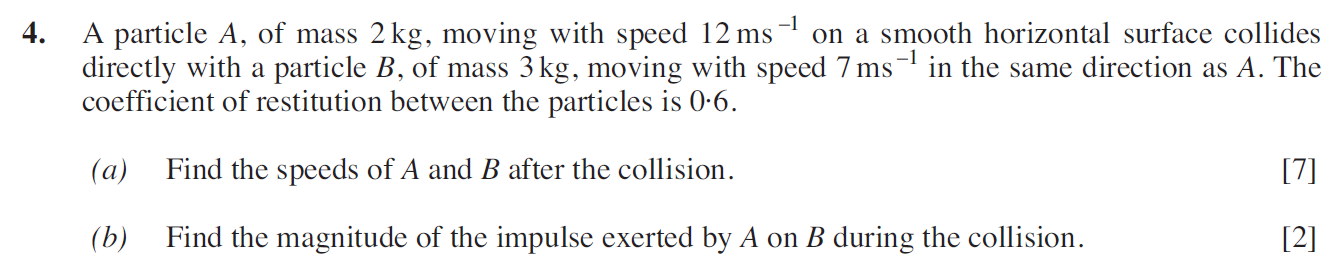 4. A particle A, of mass 2 kg, moving with speed 12 ms⁻¹ on a smooth horizontal surface collides
directly with a particle B, of mass 3 kg, moving with speed 7 ms⁻¹ in the same direction as A. The
coefficient of restitution between the particles is 0·6.
(a) Find the speeds of A and B after the collision. [7]
(b) Find the magnitude of the impulse exerted by A on B during the collision. [2]